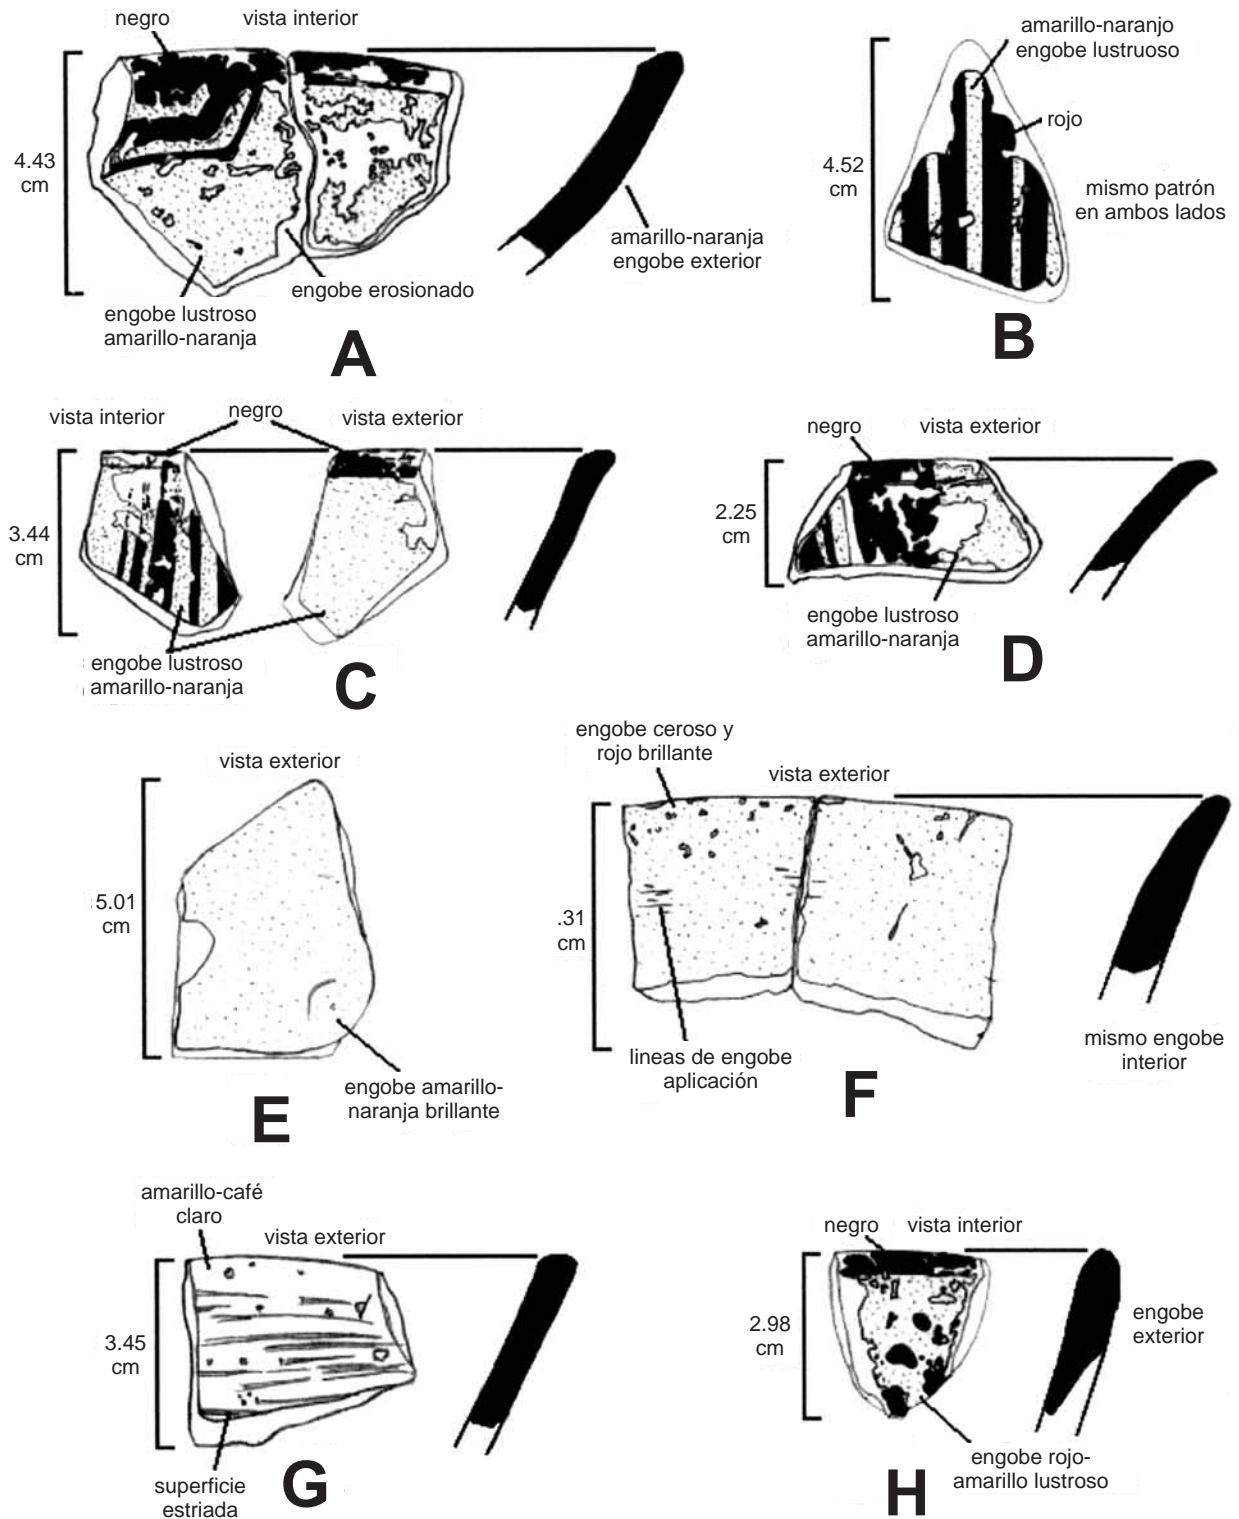 negro
vista interior
4.43
cm
amarillo-naranja
engobe exterior
engobe erosionado
engobe lustroso
amarillo-naranja
A
amarillo-naranjo
engobe lustruoso
rojo
4.52
cm
mismo patrón
en ambos lados
B
vista interior
negro
vista exterior
3.44
cm
engobe lustroso
amarillo-naranja
C
negro
vista exterior
2.25
cm
engobe lustroso
amarillo-naranja
D
vista exterior
5.01
cm
engobe amarillo-
naranja brillante
E
engobe ceroso y
rojo brillante
vista exterior
.31
cm
lineas de engobe
aplicación
mismo engobe
interior
F
amarillo-café
claro
vista exterior
3.45
cm
superficie
estriada
G
negro
vista interior
2.98
cm
engobe
exterior
engobe rojo-
amarillo lustroso
H